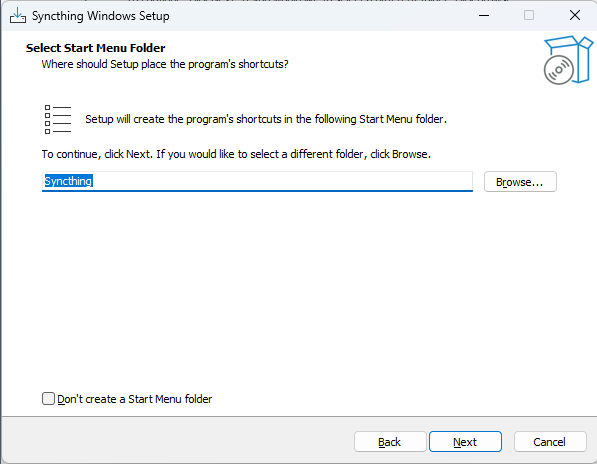 Syncthing Windows Setup
Select Start Menu Folder
Where should Setup place the program's shortcuts?
Setup will create the program's shortcuts in the following Start Menu folder.
To continue, click Next. If you would like to select a different folder, click Browse.
Syncthing
Browse...
Don't create a Start Menu folder
Back
Next
Cancel